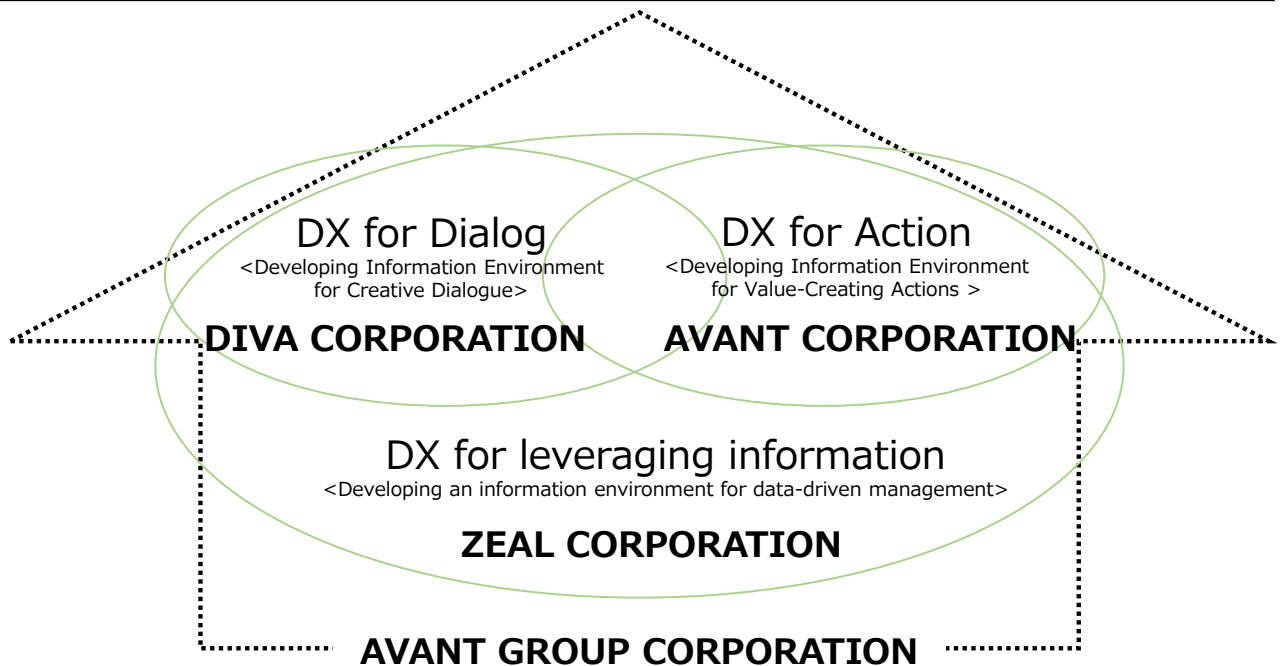 DX for Dialog
<Developing Information Environment
for Creative Dialogue>
DIVA CORPORATION
DX for Action
<Developing Information Environment
for Value-Creating Actions >
AVANT CORPORATION
DX for leveraging information
<Developing an information environment for data-driven management>
ZEAL CORPORATION
AVANT GROUP CORPORATION